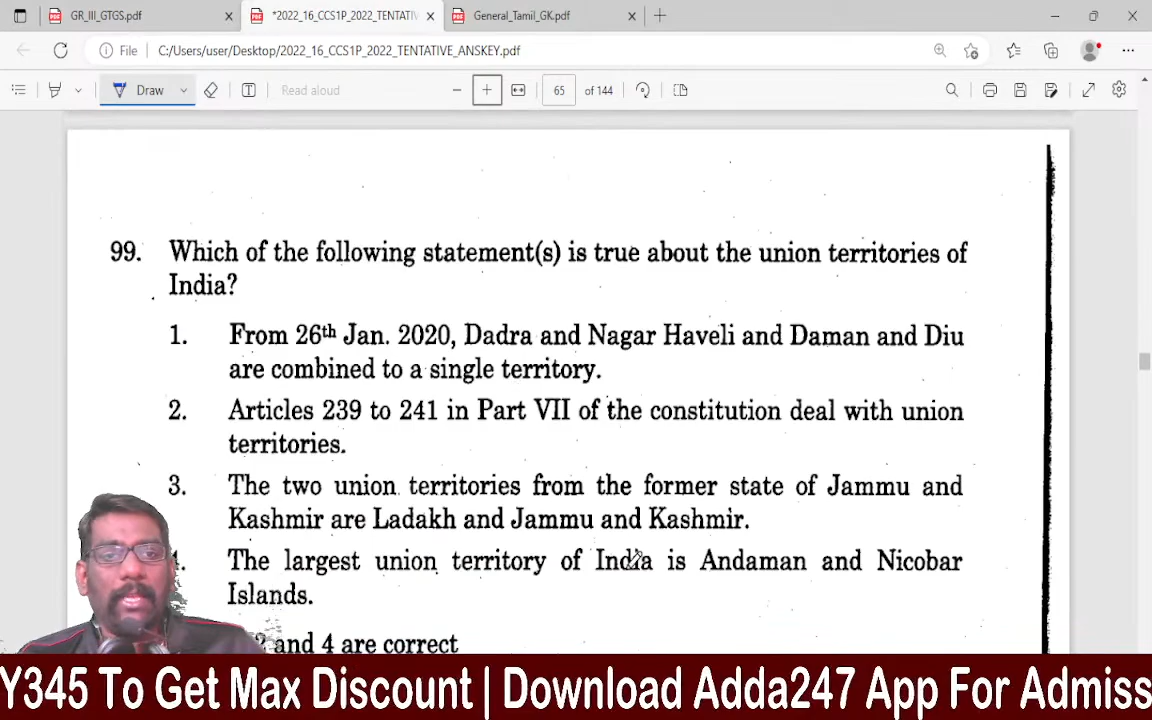 GR_III_GTGS.pdf
*2022_16_CCS1P_2022_TENTATIV
General_Tamil_GK.pdf
File C:/Users/user/Desktop/2022_16_CCS1P_2022_TENTATIVE_ANSKEY.pdf
Draw
Read aloud
65 of 144
99. Which of the following statement(s) is true about the union territories of
India?
1. From 26th Jan. 2020, Dadra and Nagar Haveli and Daman and Diu
are combined to a single territory.
2. Articles 239 to 241 in Part VII of the constitution deal with union
territories.
3. The two union territories from the former state of Jammu and
Kashmir are Ladakh and Jammu and Kashmir.
The largest union territory of India is Andaman and Nicobar
Islands.
and 4 are correct
Y345 To Get Max Discount | Download Adda247 App For Admiss